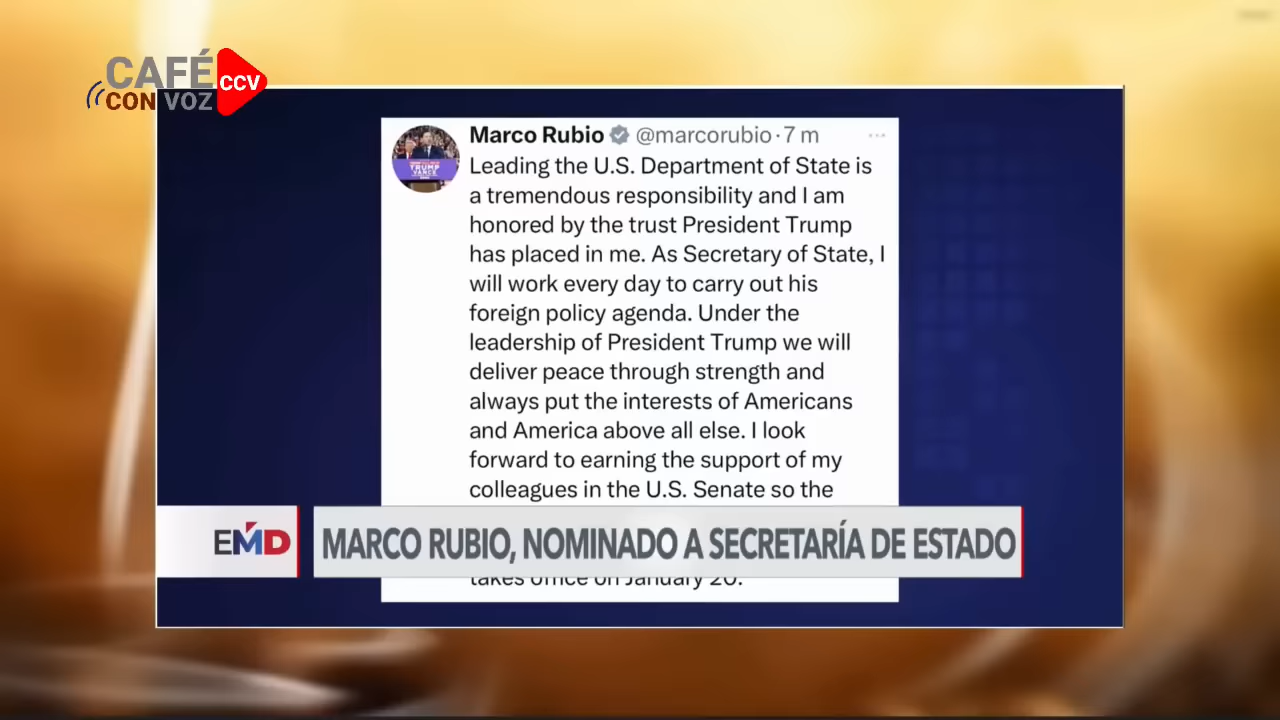 CAFÉ
CON VOZ
CCV
Marco Rubio @marcorubio · 7 m
Leading the U.S. Department of State is
a tremendous responsibility and I am
honored by the trust President Trump
has placed in me. As Secretary of State, I
will work every day to carry out his
foreign policy agenda. Under the
leadership of President Trump we will
deliver peace through strength and
always put the interests of Americans
and America above all else. I look
forward to earning the support of my
colleagues in the U.S. Senate so the
EMD
MARCO RUBIO, NOMINADO A SECRETARÍA DE ESTADO
takes office on January 20.
TRUMP
VANCE